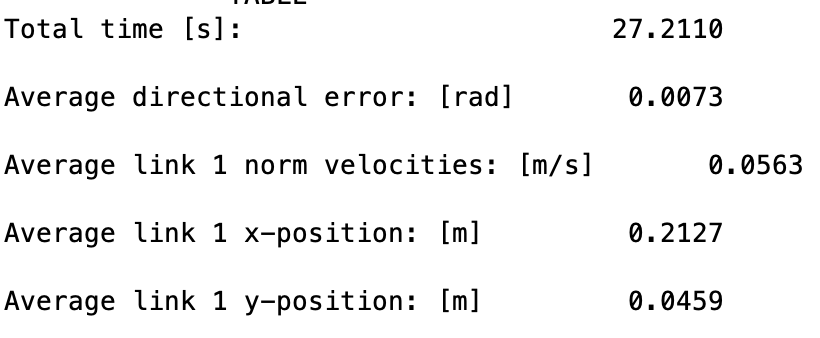 TABLE
Total time [s]: 27.2110
Average directional error: [rad] 0.0073
Average link 1 norm velocities: [m/s] 0.0563
Average link 1 x-position: [m] 0.2127
Average link 1 y-position: [m] 0.0459